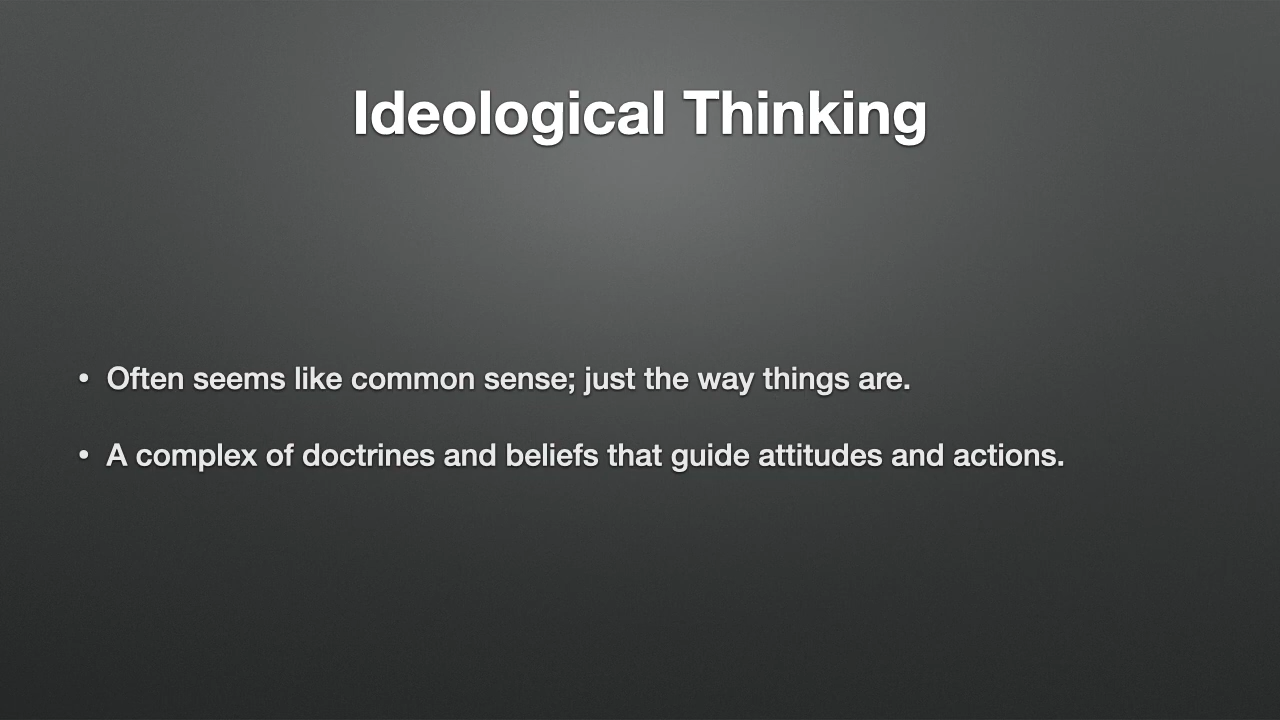 Ideological Thinking
• Often seems like common sense; just the way things are.
• A complex of doctrines and beliefs that guide attitudes and actions.